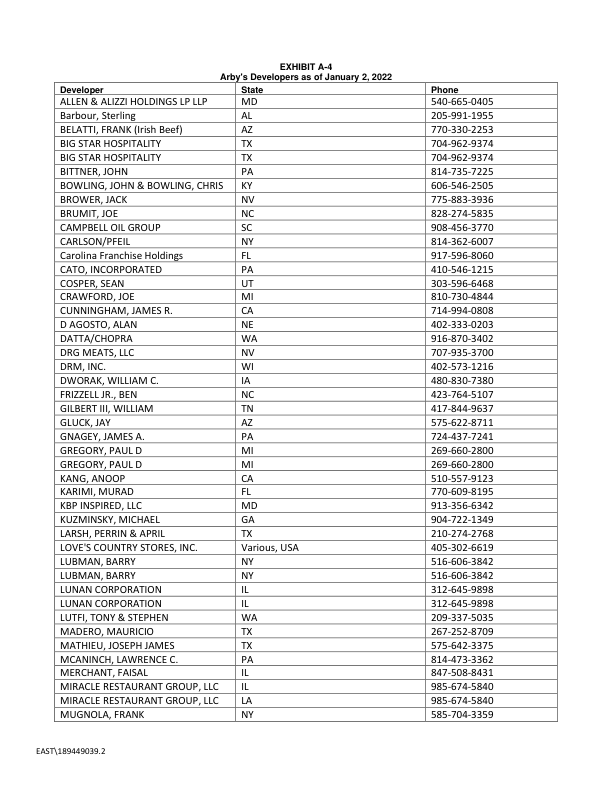 EXHIBIT A-4
Arby's Developers as of January 2, 2022
Developer State Phone
ALLEN & ALIZZI HOLDINGS LP LLP MD 540-665-0405
Barbour, Sterling AL 205-991-1955
BELATTI, FRANK (Irish Beef) AZ 770-330-2253
BIG STAR HOSPITALITY TX 704-962-9374
BIG STAR HOSPITALITY TX 704-962-9374
BITTNER, JOHN PA 814-735-7225
BOWLING, JOHN & BOWLING, CHRIS KY 606-546-2505
BROWER, JACK NV 775-883-3936
BRUMIT, JOE NC 828-274-5835
CAMPBELL OIL GROUP SC 908-456-3770
CARLSON/PFEIL NY 814-362-6007
Carolina Franchise Holdings FL 917-596-8060
CATO, INCORPORATED PA 410-546-1215
COSPER, SEAN UT 303-596-6468
CRAWFORD, JOE MI 810-730-4844
CUNNINGHAM, JAMES R. CA 714-994-0808
D AGOSTO, ALAN NE 402-333-0203
DATTA/CHOPRA WA 916-870-3402
DRG MEATS, LLC NV 707-935-3700
DRM, INC. WI 402-573-1216
DWORAK, WILLIAM C. IA 480-830-7380
FRIZZELL JR., BEN NC 423-764-5107
GILBERT III, WILLIAM TN 417-844-9637
GLUCK, JAY AZ 575-622-8711
GNAGEY, JAMES A. PA 724-437-7241
GREGORY, PAUL D MI 269-660-2800
GREGORY, PAUL D MI 269-660-2800
KANG, ANOOP CA 510-557-9123
KARIMI, MURAD FL 770-609-8195
KBP INSPIRED, LLC MD 913-356-6342
KUZMINSKY, MICHAEL GA 904-722-1349
LARSH, PERRIN & APRIL TX 210-274-2768
LOVE'S COUNTRY STORES, INC. Various, USA 405-302-6619
LUBMAN, BARRY NY 516-606-3842
LUBMAN, BARRY NY 516-606-3842
LUNAN CORPORATION IL 312-645-9898
LUNAN CORPORATION IL 312-645-9898
LUTFI, TONY & STEPHEN WA 209-337-5035
MADERO, MAURICIO TX 267-252-8709
MATHIEU, JOSEPH JAMES TX 575-642-3375
MCANINCH, LAWRENCE C. PA 814-473-3362
MERCHANT, FAISAL IL 847-508-8431
MIRACLE RESTAURANT GROUP, LLC IL 985-674-5840
MIRACLE RESTAURANT GROUP, LLC LA 985-674-5840
MUGNOLA, FRANK NY 585-704-3359
EAST\189449039.2